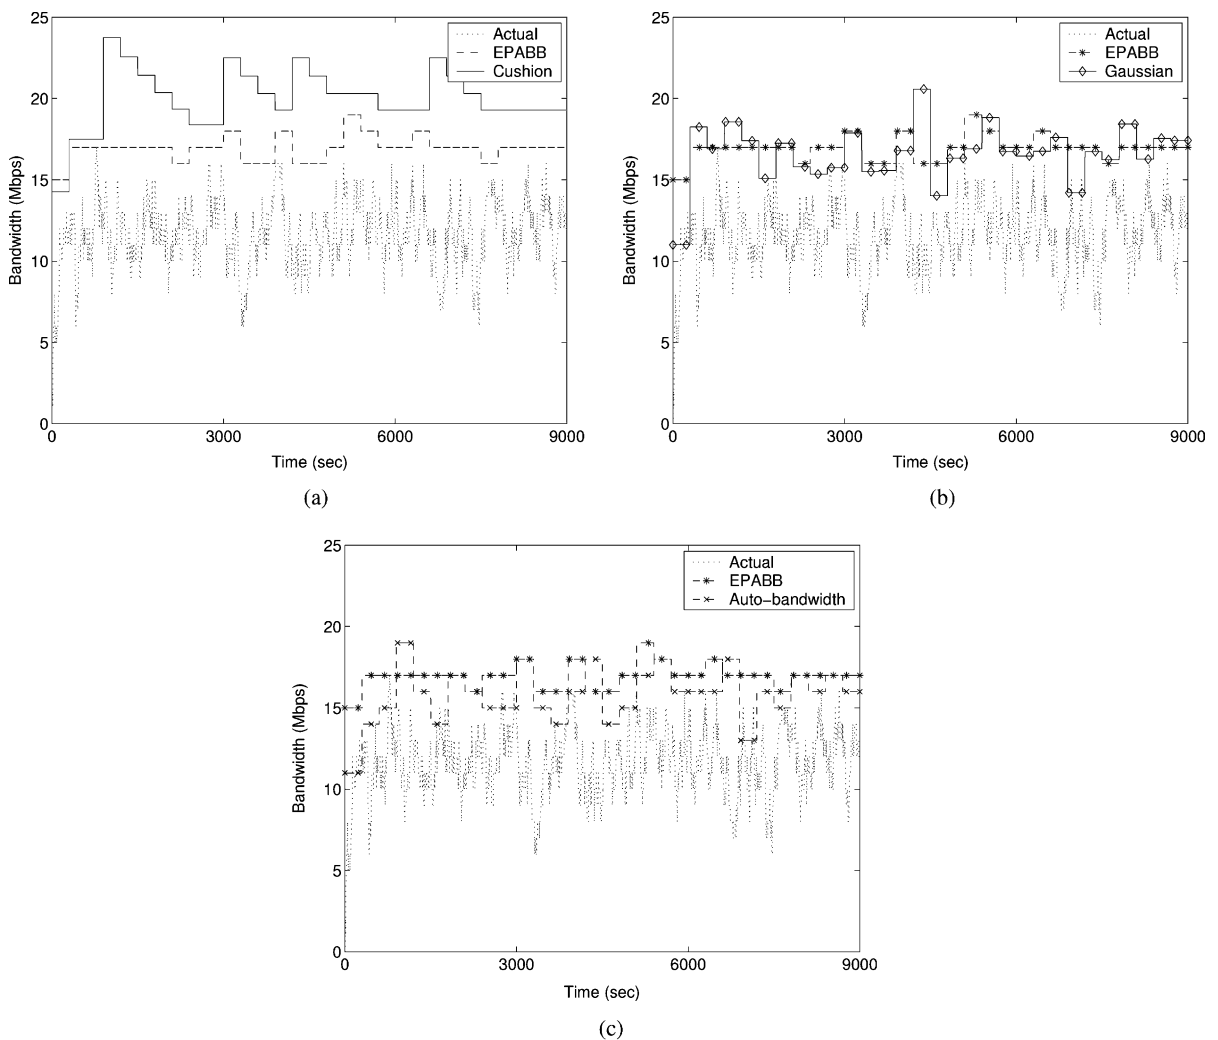 25
20
15
10
5
0
Bandwidth (Mbps)
Actual
EPABB
Cushion
0
3000
6000
9000
Time (sec)
(a)
25
20
15
10
5
0
Bandwidth (Mbps)
Actual
EPABB
Gaussian
0
3000
6000
9000
Time (sec)
(b)
25
20
15
10
5
0
Bandwidth (Mbps)
Actual
EPABB
Auto-bandwidth
0
3000
6000
9000
Time (sec)
(c)